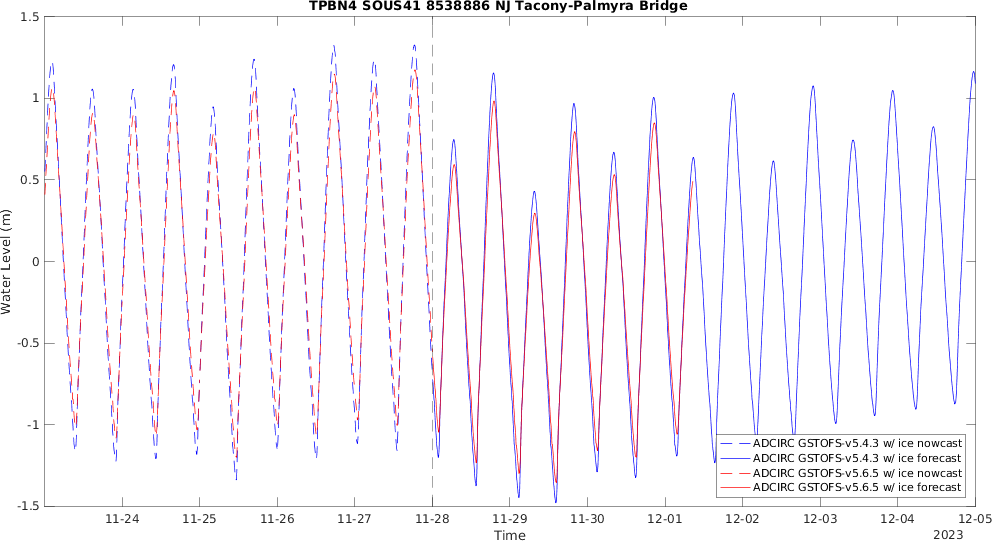 TPBN4 SOUS41 8538886 NJ Tacony-Palmyra Bridge
1.5
1
0.5
0
-0.5
-1
-1.5
Water Level (m)
11-24 11-25 11-26 11-27 11-28 11-29 11-30 12-01 12-02 12-03 12-04 12-05
Time
2023
ADCIRC GSTOFS-v5.4.3 w/ ice nowcast
ADCIRC GSTOFS-v5.4.3 w/ ice forecast
ADCIRC GSTOFS-v5.6.5 w/ ice nowcast
ADCIRC GSTOFS-v5.6.5 w/ ice forecast